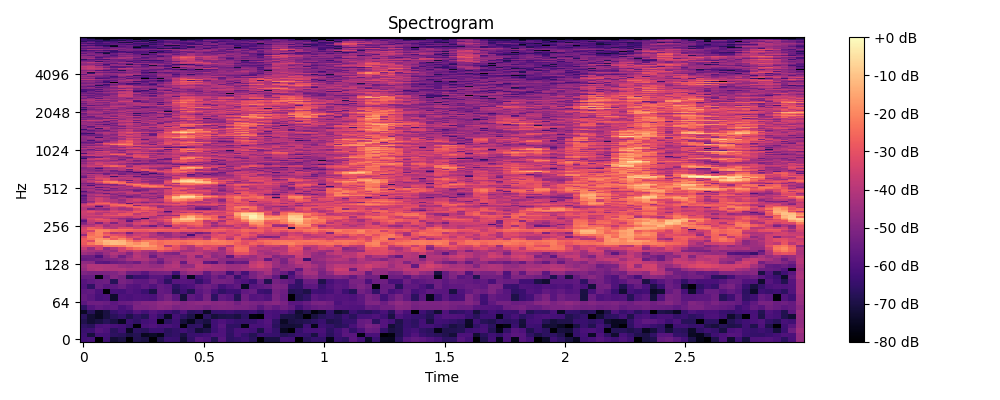 Spectrogram
Hz
4096
2048
1024
512
256
128
64
0
0
0.5
1
1.5
2
2.5
Time
+0 dB
-10 dB
-20 dB
-30 dB
-40 dB
-50 dB
-60 dB
-70 dB
-80 dB